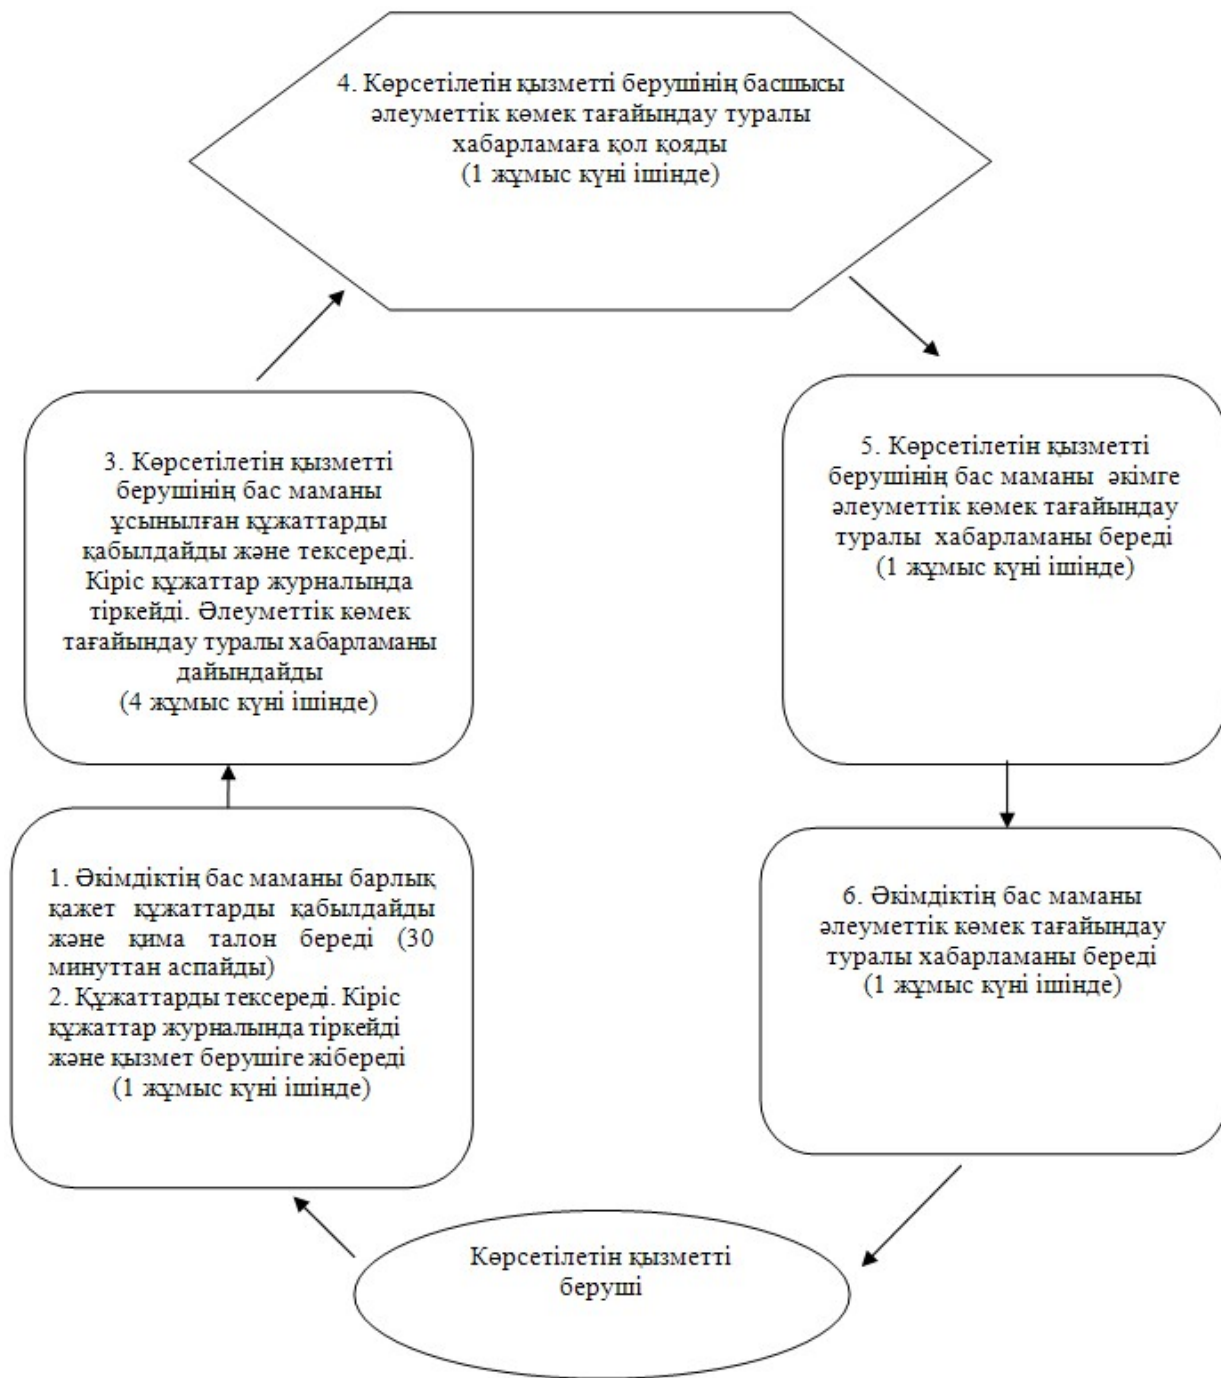 4. Көрсетілетін қызметті берушінің басшысы
әлеуметтік көмек тағайындау туралы
хабарламаға қол қояды
(1 жұмыс күні ішінде)
3. Көрсетілетін қызметті
берушінің бас маманы
ұсынылған құжаттарды
қабылдайды және тексереді.
Кіріс құжаттар журналында
тіркейді. Әлеуметтік көмек
тағайындау туралы хабарламаны
дайындайды
(4 жұмыс күні ішінде)
5. Көрсетілетін қызметті
берушінің бас маманы әкімге
әлеуметтік көмек тағайындау
туралы хабарламаны береді
(1 жұмыс күні ішінде)
1. Әкімдіктің бас маманы барлық
қажет құжаттарды қабылдайды
және қима талон береді (30
минуттан аспайды)
2. Құжаттарды тексереді. Кіріс
құжаттар журналында тіркейді
және қызмет берушіге жібереді
(1 жұмыс күні ішінде)
6. Әкімдіктің бас маманы
әлеуметтік көмек тағайындау
туралы хабарламаны береді
(1 жұмыс күні ішінде)
Көрсетілетін қызметті
беруші